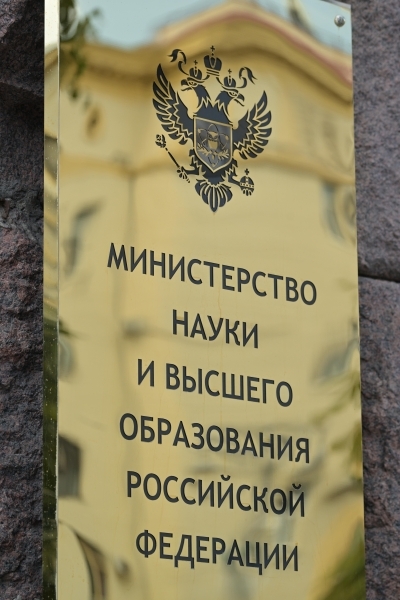 МИНИСТЕРСТВО
НАУКИ
И ВЫСШЕГО
ОБРАЗОВАНИЯ
РОССИЙСКОЙ
ФЕДЕРАЦИИ